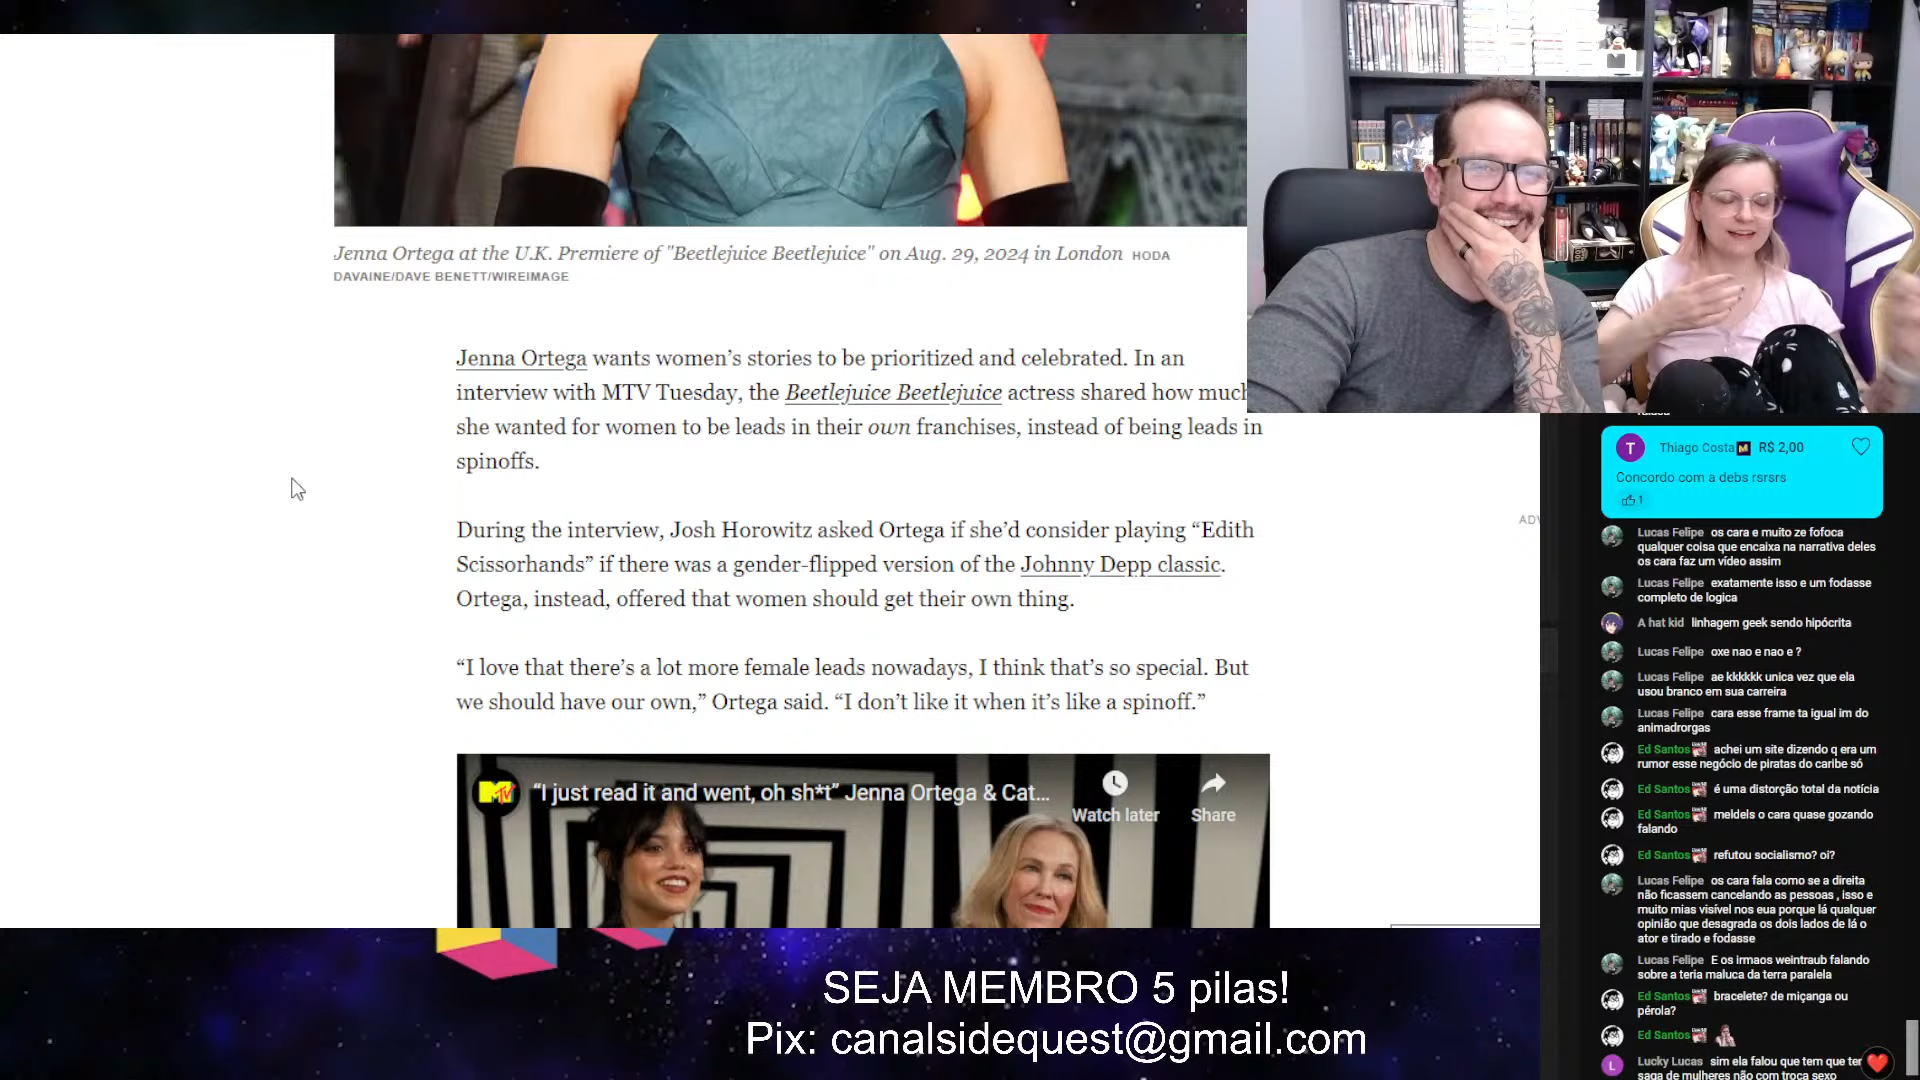 Jenna Ortega at the U.K. Premiere of "Beetlejuice Beetlejuice" on Aug. 29, 2024 in London HODA
DAVAINE/DAVE BENETT/WIREIMAGE
Jenna Ortega wants women’s stories to be prioritized and celebrated. In an
interview with MTV Tuesday, the Beetlejuice Beetlejuice actress shared how much
she wanted for women to be leads in their own franchises, instead of being leads in
spinoffs.
During the interview, Josh Horowitz asked Ortega if she’d consider playing “Edith
Scissorhands” if there was a gender-flipped version of the Johnny Depp classic.
Ortega, instead, offered that women should get their own thing.
“I love that there’s a lot more female leads nowadays, I think that’s so special. But
we should have our own,” Ortega said. “I don’t like it when it’s like a spinoff.”
MTV
“I just read it and went, oh sh*t” Jenna Ortega & Cat...
Watch later
Share
SEJA MEMBRO 5 pilas!
Pix: canalsidequest@gmail.com
T Thiago Costa M R$ 2,00
Concordo com a debs rsrsrs
1
Lucas Felipe os cara e muito ze fofoca
qualquer coisa que encaixa na narrativa deles
os cara faz um vídeo assim
Lucas Felipe exatamente isso e um fodasse
completo de logica
A hat kid linhagem geek sendo hipócrita
Lucas Felipe oxe nao e nao e ?
Lucas Felipe ae kkkkkk unica vez que ela
usou branco em sua carreira
Lucas Felipe cara esse frame ta igual im do
animadrorgas
Ed Santos achei um site dizendo q era um
rumor esse negócio de piratas do caribe só
Ed Santos é uma distorção total da notícia
Ed Santos meldels o cara quase gozando
falando
Ed Santos refutou socialismo? oi?
Lucas Felipe os cara fala como se a direita
não ficassem cancelando as pessoas , isso e
muito mias visível nos eua porque lá qualquer
opinião que desagrada os dois lados de lá o
ator e tirado e fodasse
Lucas Felipe E os irmaos weintraub falando
sobre a teria maluca da terra paralela
Ed Santos bracelete? de miçanga ou
pérola?
Ed Santos
L Lucky Lucas sim ela falou que tem que ter
saga de mulheres não com troca sexo